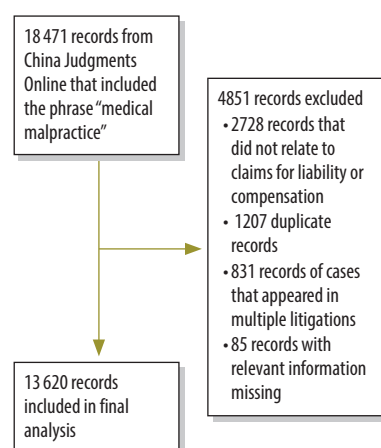 18 471 records from
China Judgments
Online that included
the phrase “medical
malpractice”
4851 records excluded
• 2728 records that
did not relate to
claims for liability or
compensation
• 1207 duplicate
records
• 831 records of cases
that appeared in
multiple litigations
• 85 records with
relevant information
missing
13 620 records
included in final
analysis